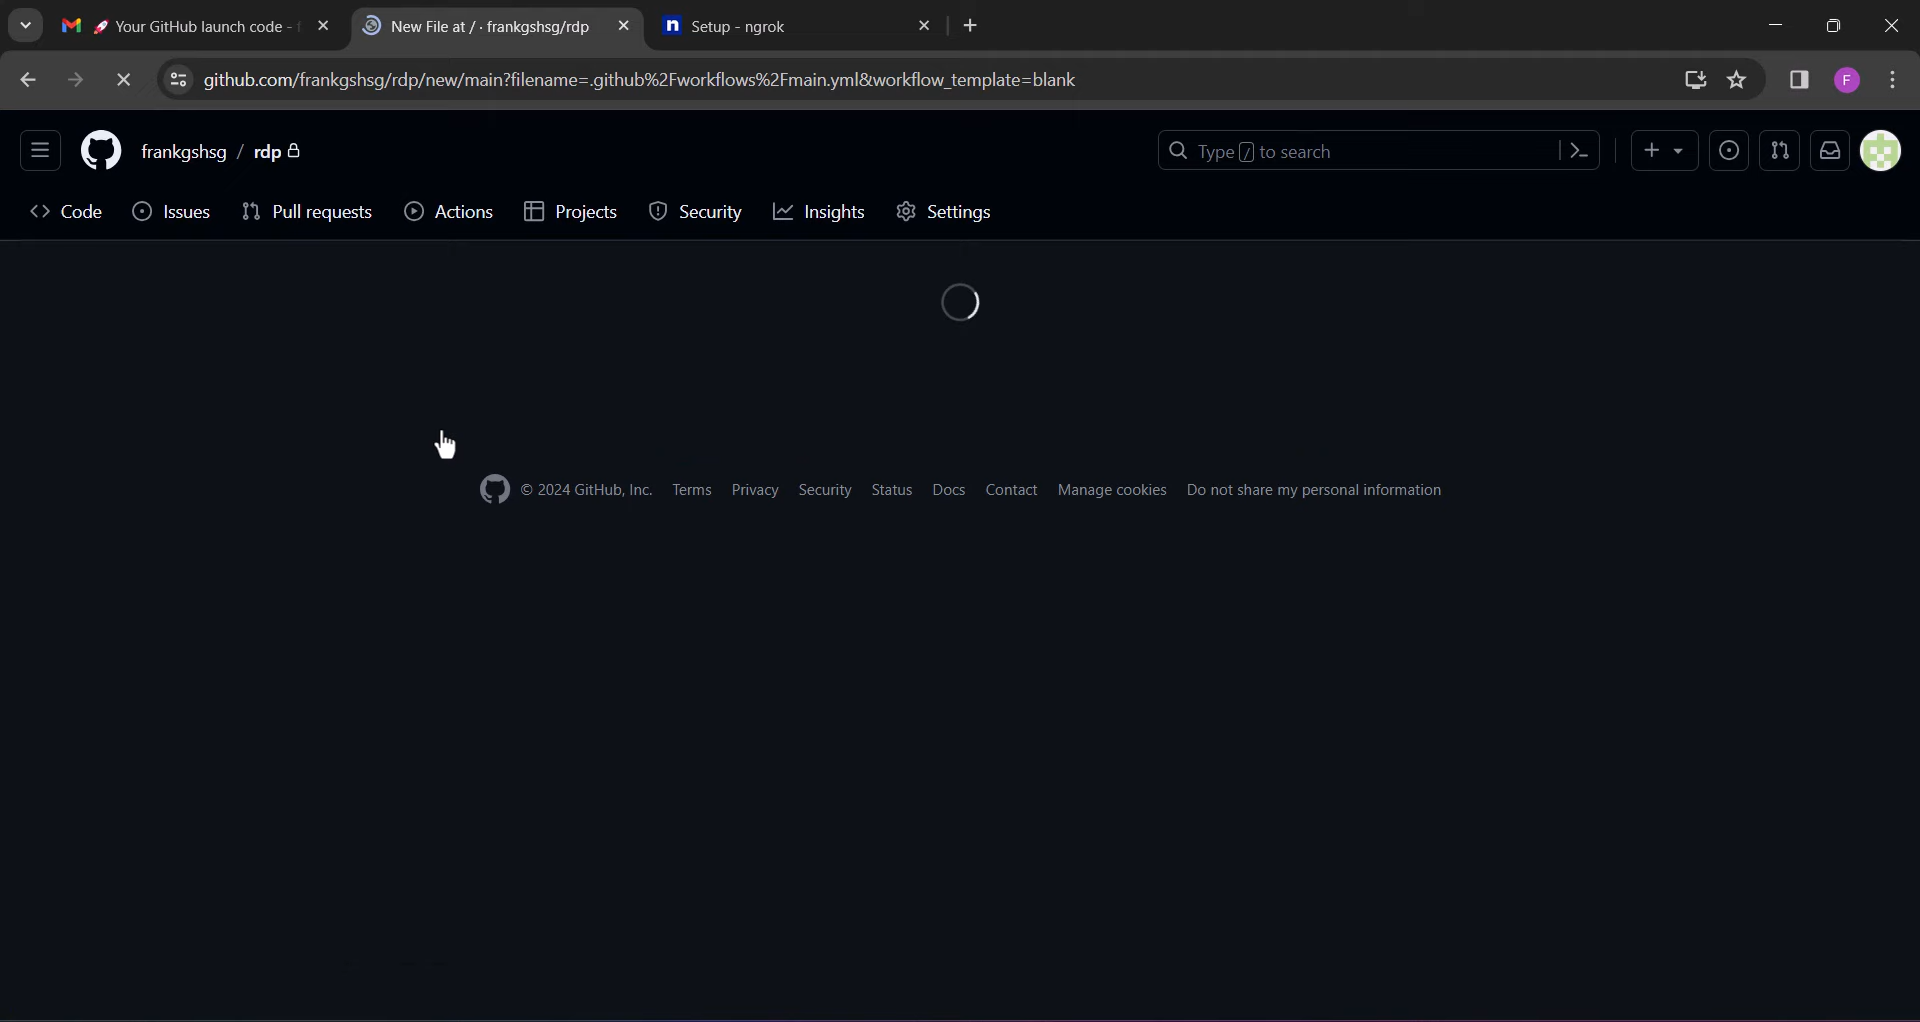 🚀 Your GitHub launch code -
New File at / · frankgshsg/rdp
Setup - ngrok
github.com/frankgshsg/rdp/new/main?filename=.github%2Fworkflows%2Fmain.yml&workflow_template=blank
F
frankgshsg / rdp
Type / to search
Code Issues Pull requests Actions Projects Security Insights Settings
© 2024 GitHub, Inc. Terms Privacy Security Status Docs Contact Manage cookies Do not share my personal information